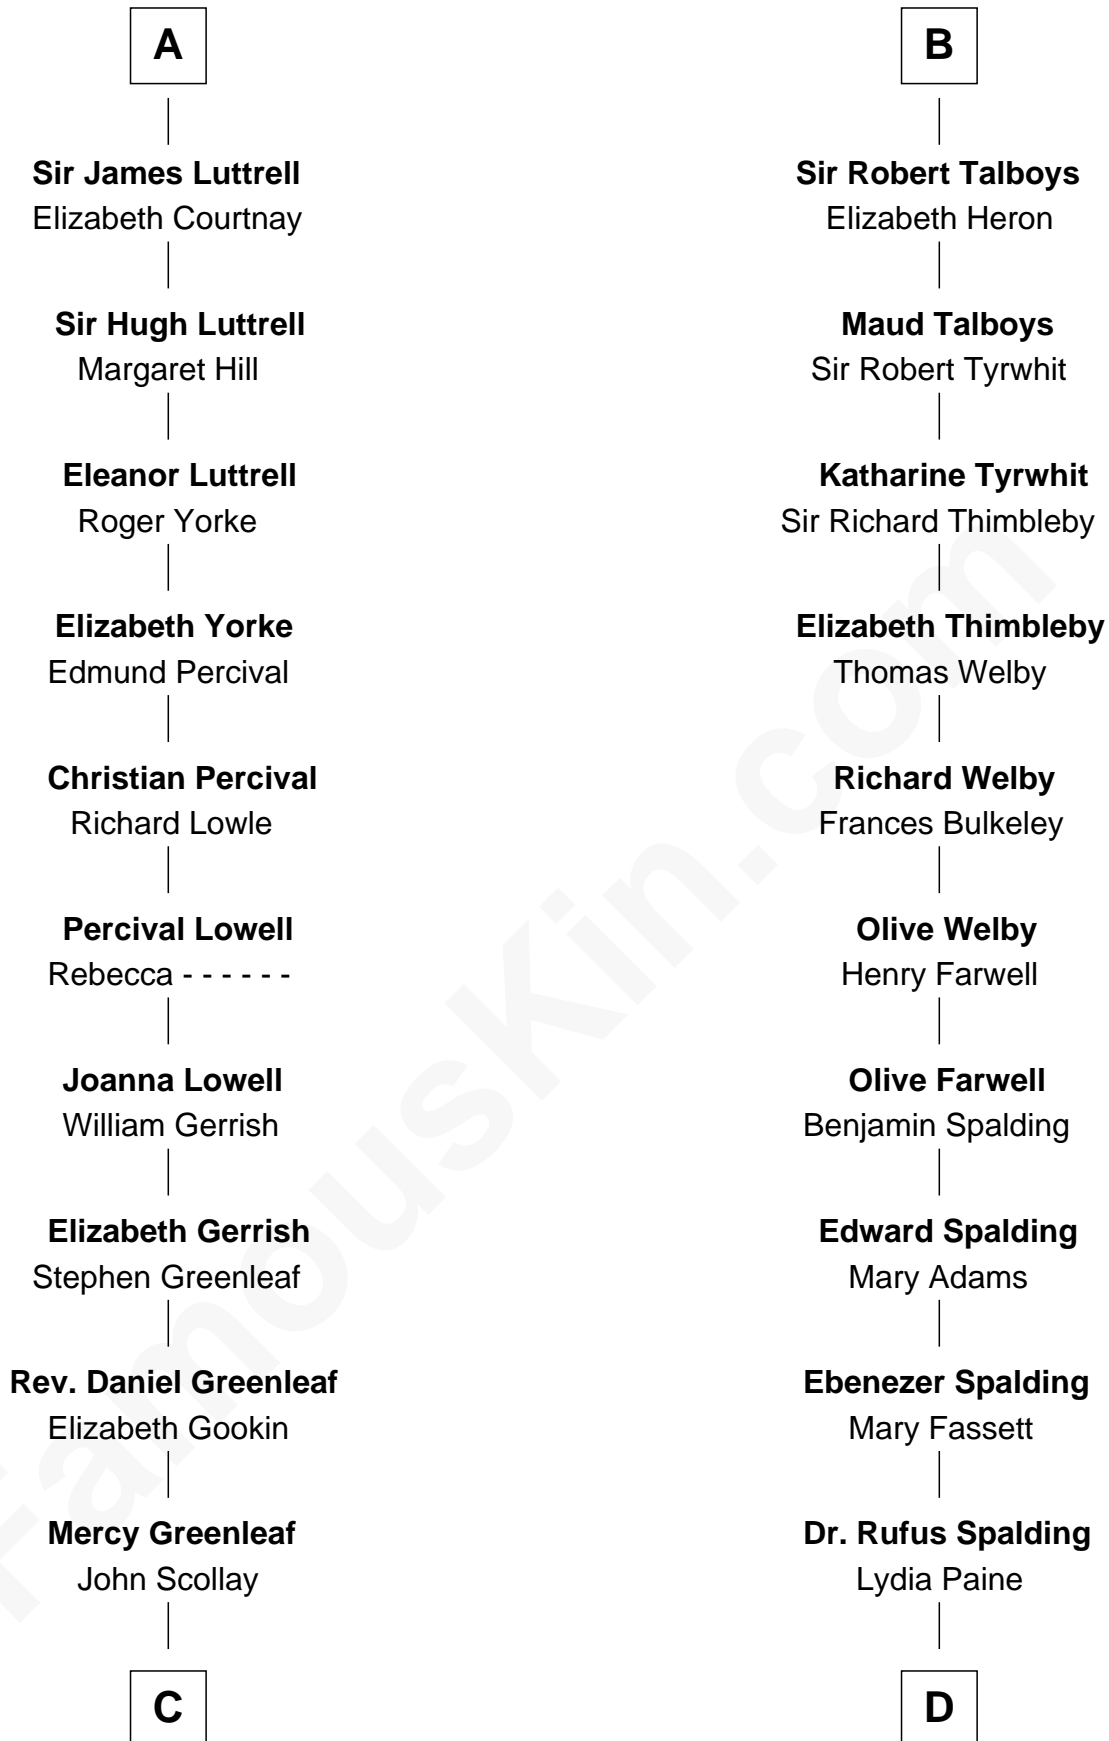 A
Sir James Luttrell
Elizabeth Courtnay
Sir Hugh Luttrell
Margaret Hill
Eleanor Luttrell
Roger Yorke
Elizabeth Yorke
Edmund Percival
Christian Percival
Richard Lowle
Percival Lowell
Rebecca - - - - - -
Joanna Lowell
William Gerrish
Elizabeth Gerrish
Stephen Greenleaf
Rev. Daniel Greenleaf
Elizabeth Gookin
Mercy Greenleaf
John Scollay
C
B
Sir Robert Talboys
Elizabeth Heron
Maud Talboys
Sir Robert Tyrwhit
Katharine Tyrwhit
Sir Richard Thimbleby
Elizabeth Thimbleby
Thomas Welby
Richard Welby
Frances Bulkeley
Olive Welby
Henry Farwell
Olive Farwell
Benjamin Spalding
Edward Spalding
Mary Adams
Ebenezer Spalding
Mary Fassett
Dr. Rufus Spalding
Lydia Paine
D
FamousKin.com